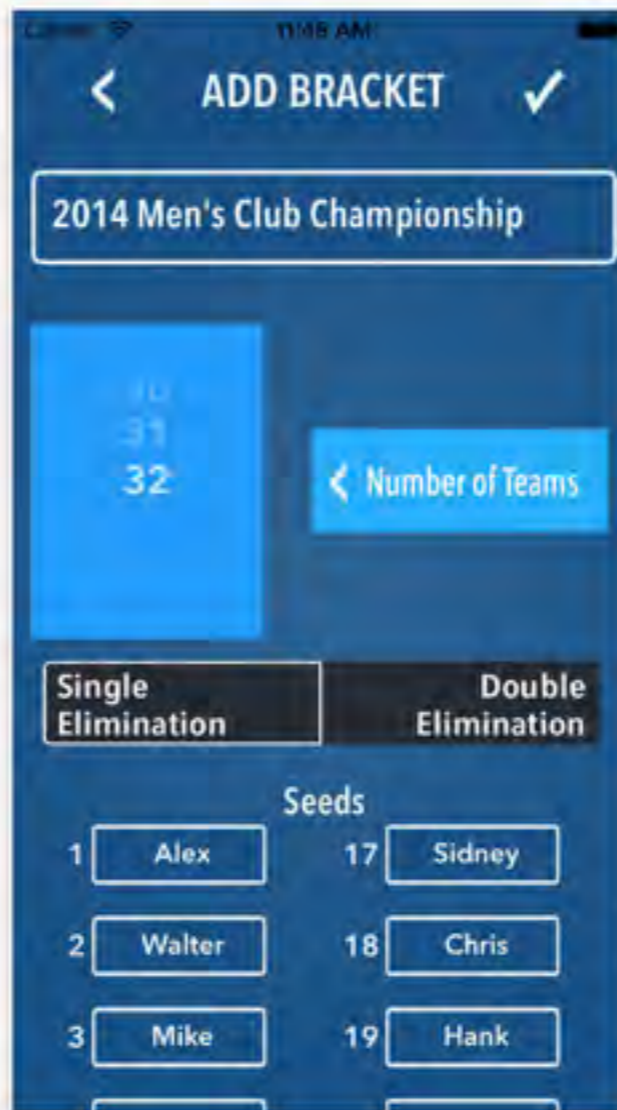 11:48 AM
ADD BRACKET
2014 Men's Club Championship
31
32
Number of Teams
Single
Elimination
Double
Elimination
Seeds
1 Alex
17 Sidney
2 Walter
18 Chris
3 Mike
19 Hank